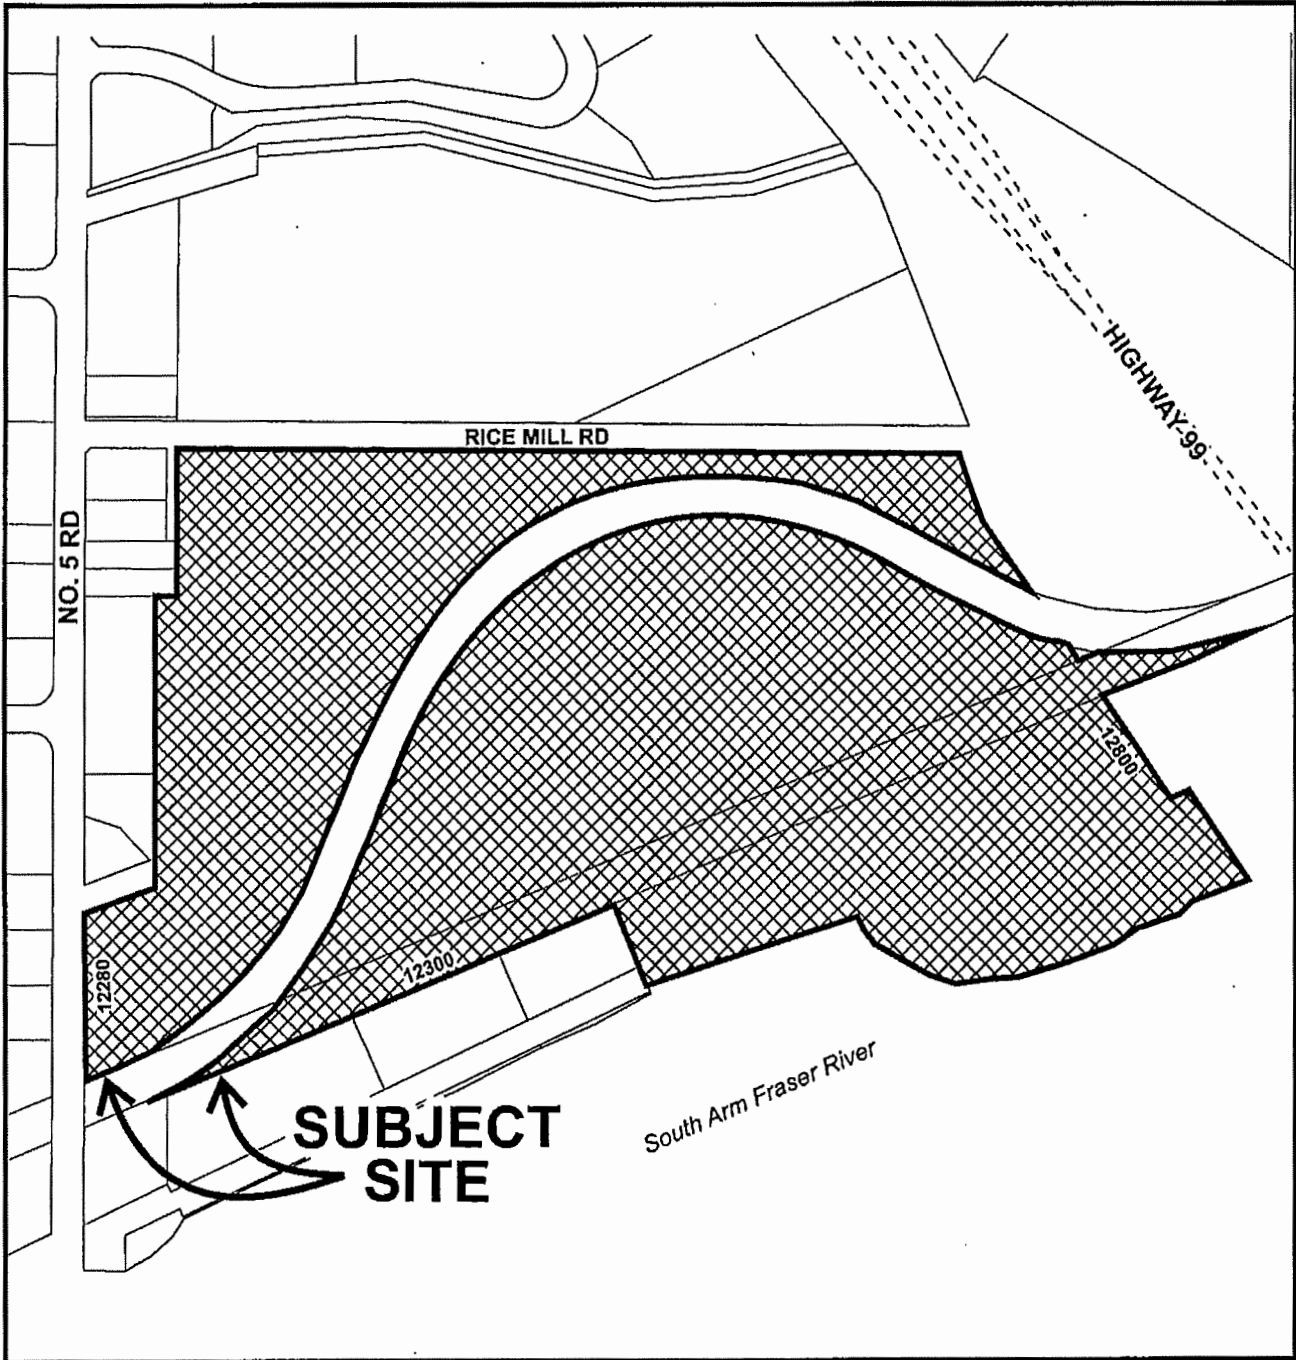 HIGHWAY 99
RICE MILL RD
NO. 5 RD
12800
12300
12280
South Arm Fraser River
SUBJECT
SITE